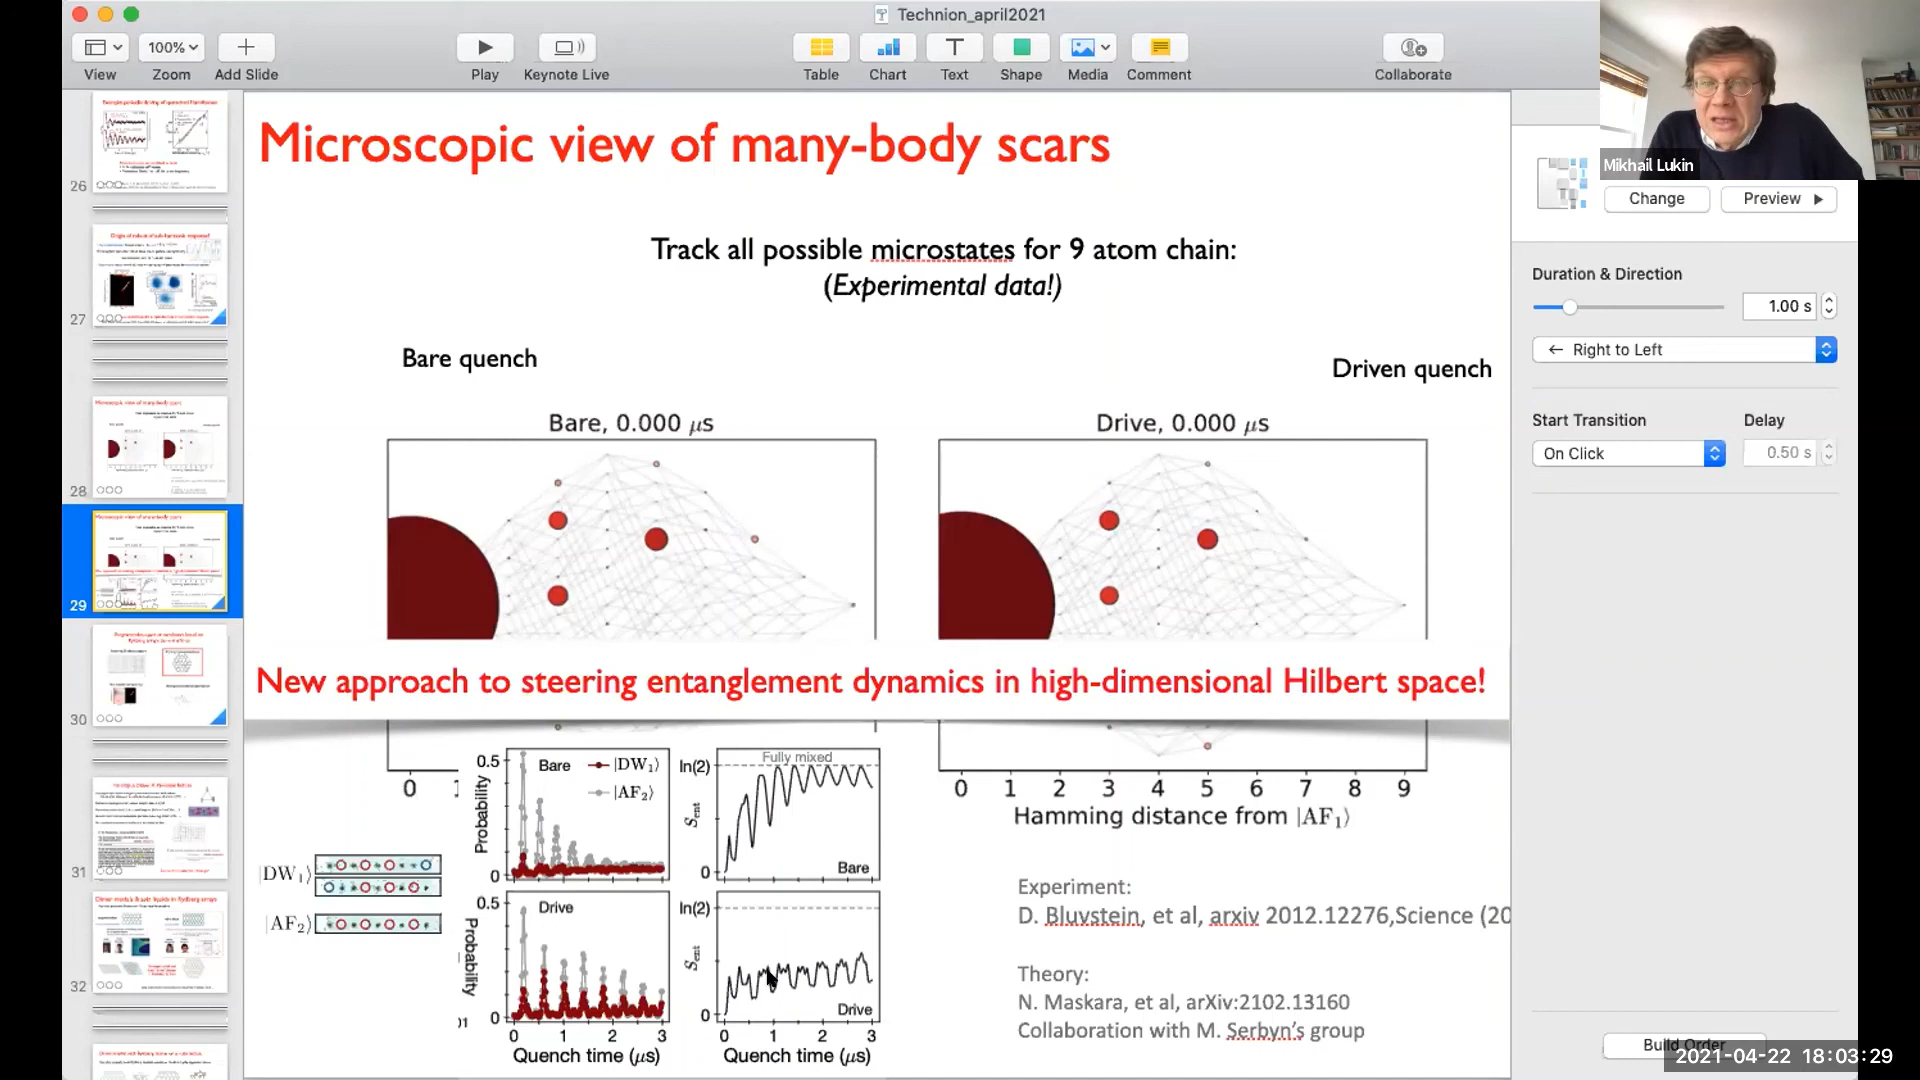 Technion_april2021
100%
View
Zoom
Add Slide
Play
Keynote Live
Table
Chart
Text
Shape
Media
Comment
Collaborate
Mikhail Lukin
Change
Preview
Duration & Direction
1.00 s
← Right to Left
Start Transition
Delay
On Click
0.50 s
Build Order
2021-04-22 18:03:29
26
27
28
29
30
31
32
Microscopic view of many-body scars
Track all possible microstates for 9 atom chain:
(Experimental data!)
Bare quench
Driven quench
Bare, 0.000 μs
Drive, 0.000 μs
New approach to steering entanglement dynamics in high-dimensional Hilbert space!
0
0 1 2 3 4 5 6 7 8 9
Hamming distance from |AF₁⟩
0.5
Probability
0
Bare
|DW₁⟩
|AF₂⟩
ln(2)
Fully mixed
S_ent
0
Bare
|DW₁⟩
|AF₂⟩
0.5
Probability
0
Drive
0 1 2 3
Quench time (μs)
ln(2)
S_ent
0
Drive
0 1 2 3
Quench time (μs)
Experiment:
D. Bluvstein, et al, arxiv 2012.12276,Science (20
Theory:
N. Maskara, et al, arXiv:2102.13160
Collaboration with M. Serbyn's group